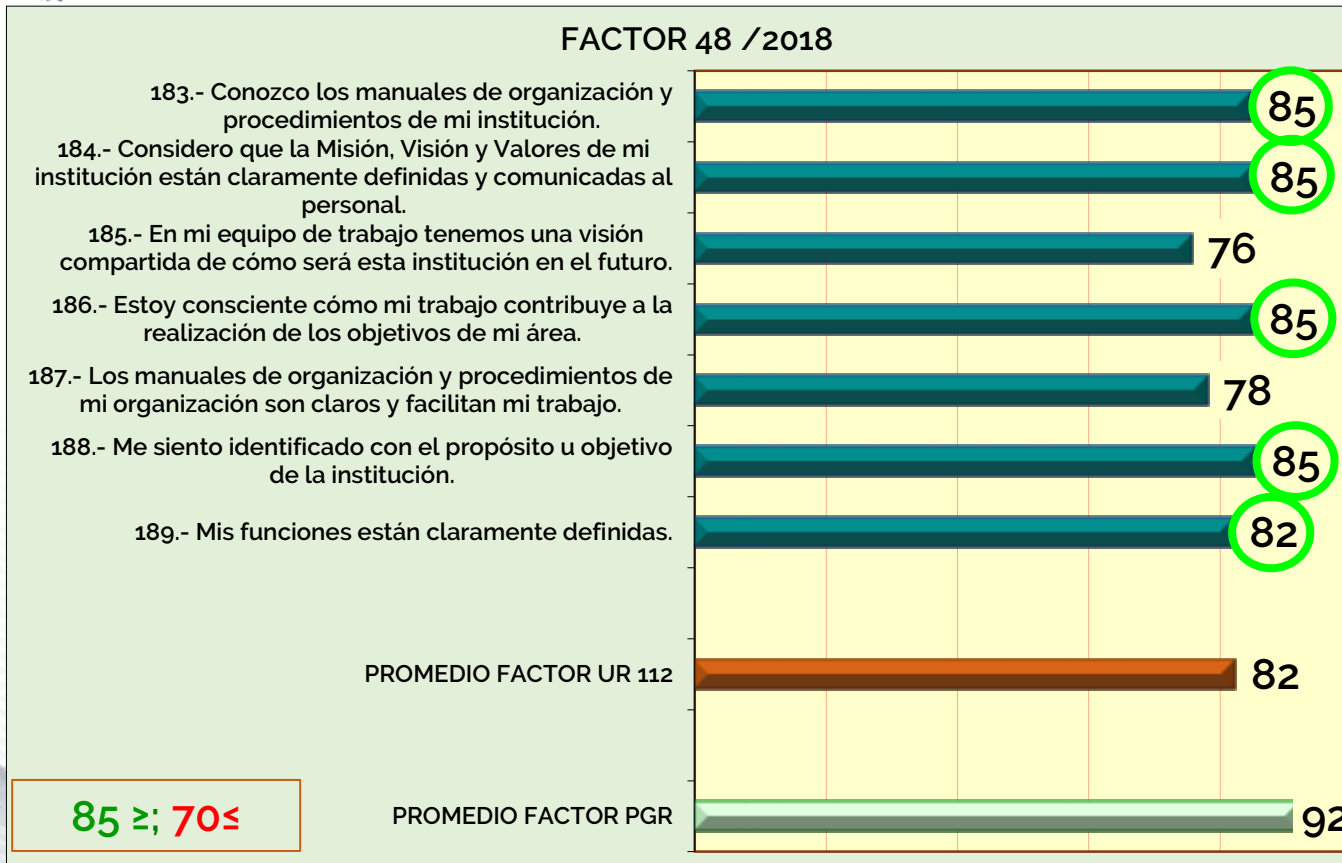 FACTOR 48 /2018
183.- Conozco los manuales de organización y
procedimientos de mi institución.
85
184.- Considero que la Misión, Visión y Valores de mi
institución están claramente definidas y comunicadas al
personal.
85
185.- En mi equipo de trabajo tenemos una visión
compartida de cómo será esta institución en el futuro.
76
186.- Estoy consciente cómo mi trabajo contribuye a la
realización de los objetivos de mi área.
85
187.- Los manuales de organización y procedimientos de
mi organización son claros y facilitan mi trabajo.
78
188.- Me siento identificado con el propósito u objetivo
de la institución.
85
189.- Mis funciones están claramente definidas.
82
PROMEDIO FACTOR UR 112
82
85 ≥; 70≤
PROMEDIO FACTOR PGR
92